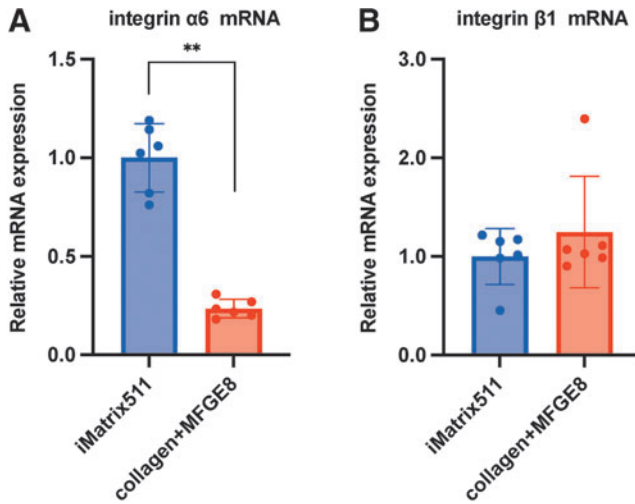 A
integrin α6 mRNA
**
Relative mRNA expression
1.5
1.0
0.5
0.0
iMatrix511
collagen+MFGE8
B
integrin β1 mRNA
Relative mRNA expression
3.0
2.0
1.0
0.0
iMatrix511
collagen+MFGE8